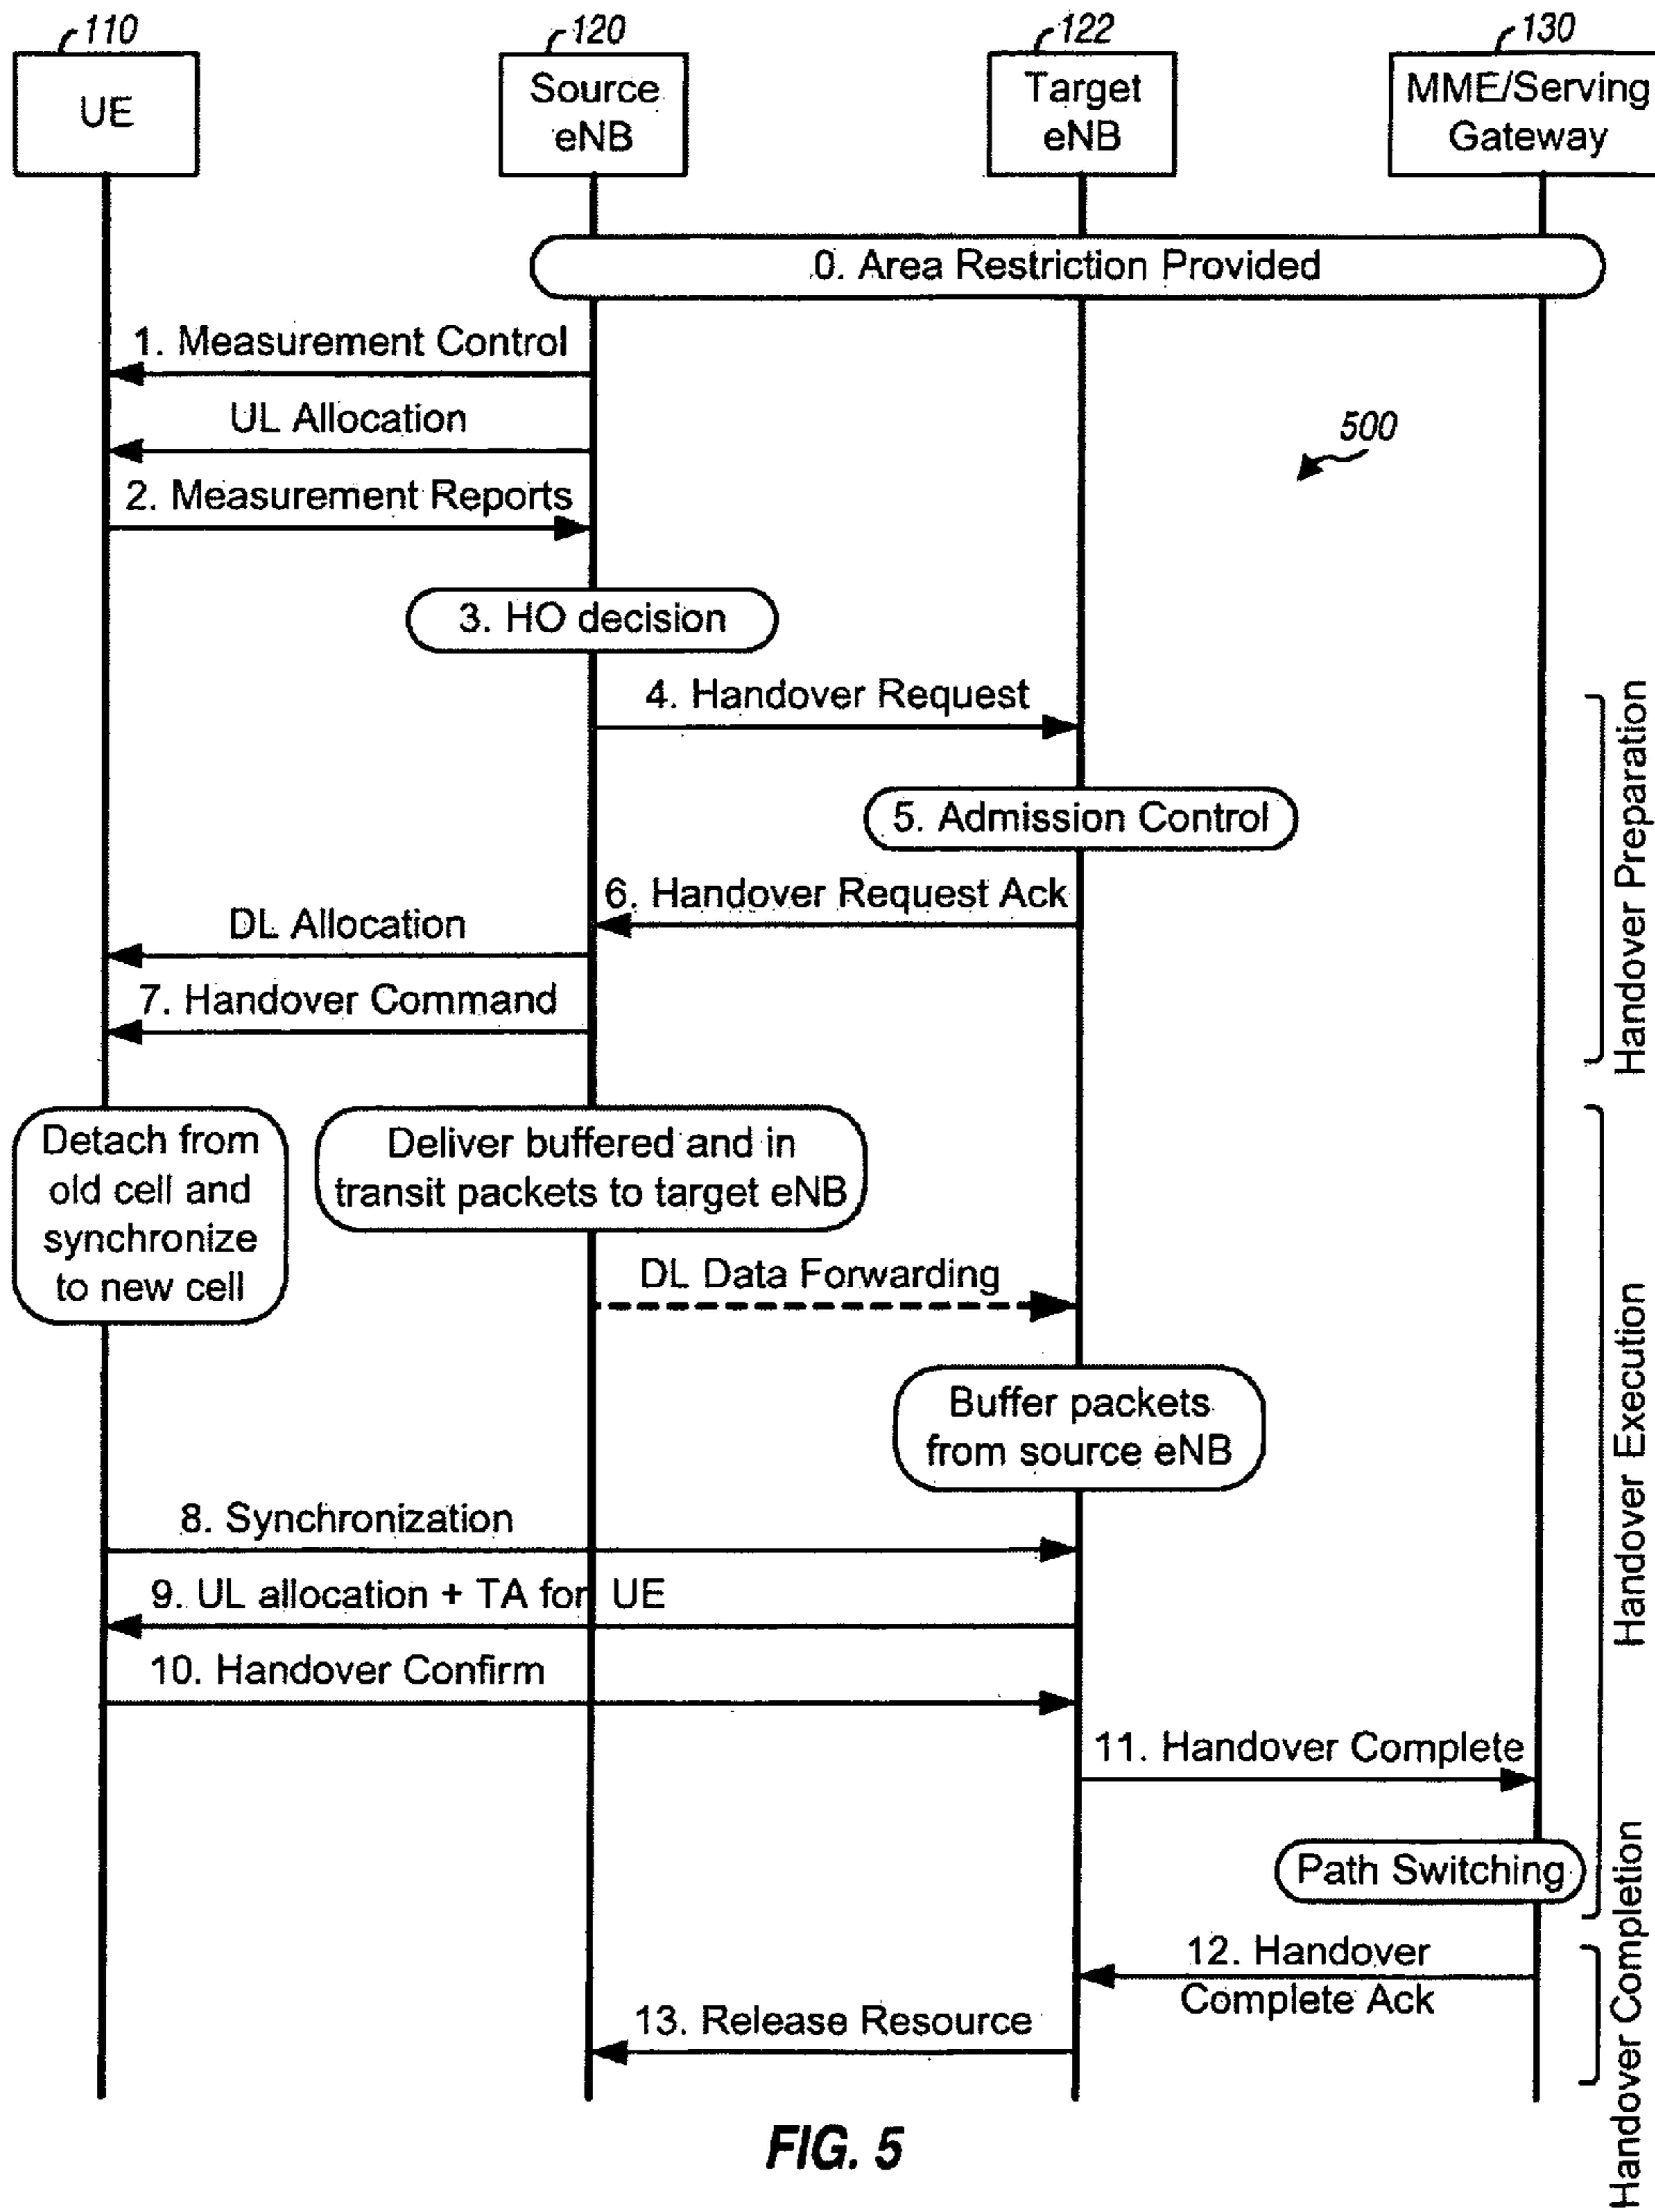 110
120
122
130
UE
Source
eNB
Target
eNB
MME/Serving
Gateway
0. Area Restriction Provided
1. Measurement Control
UL Allocation
500
2. Measurement Reports
3. HO decision
4. Handover Request
5. Admission Control
6. Handover Request Ack
DL Allocation
7. Handover Command
Handover Preparation
Detach from
old cell and
synchronize
to new cell
Deliver buffered and in
transit packets to target eNB
DL Data Forwarding
Buffer packets
from source eNB
8. Synchronization
9. UL allocation + TA for UE
10. Handover Confirm
11. Handover Complete
Path Switching
Handover Execution
12. Handover
Complete Ack
13. Release Resource
Handover Completion
FIG. 5